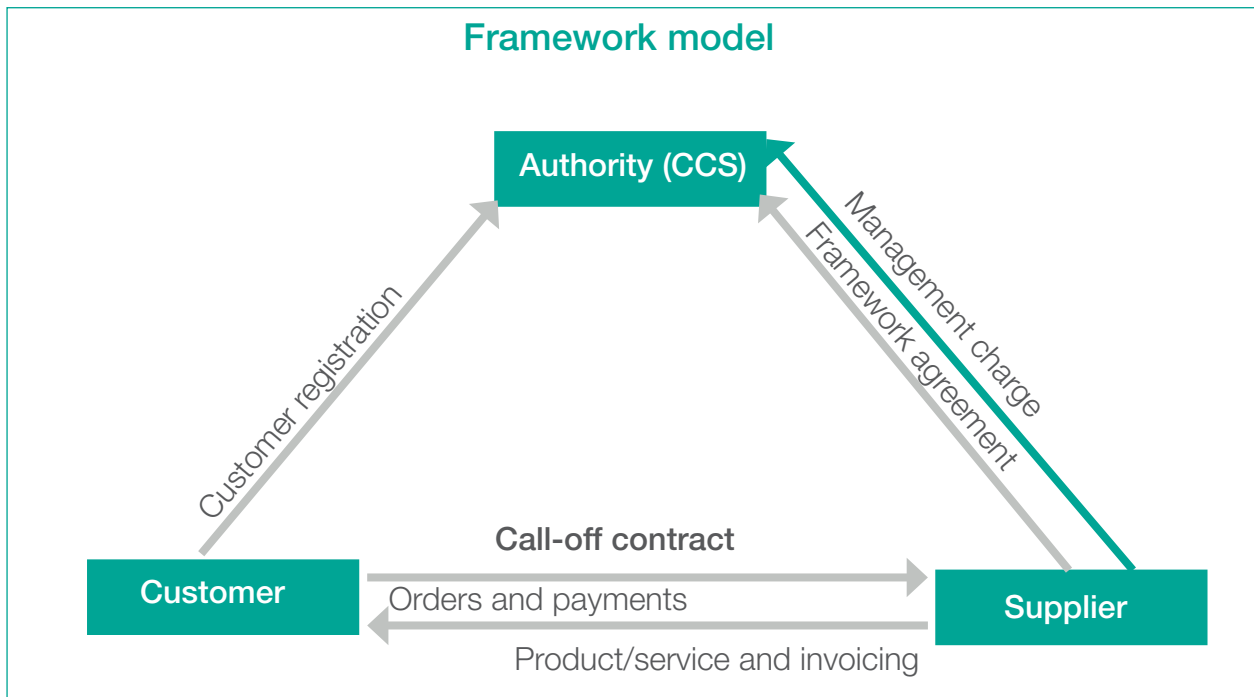 Framework model
Authority (CCS)
Customer registration
Management charge
Framework agreement
Call-off contract
Customer
Orders and payments
Supplier
Product/service and invoicing